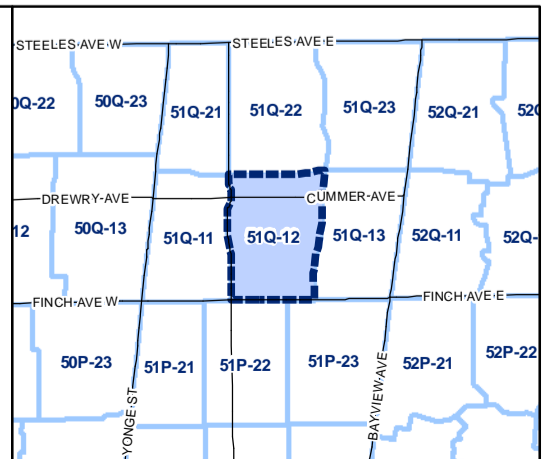 STEELES AVE W
STEELES AVE E
0Q-22
50Q-23
51Q-21
51Q-22
51Q-23
52Q-21
52Q
DREWRY AVE
CUMMER AVE
12
50Q-13
51Q-11
51Q-12
51Q-13
52Q-11
52Q-
FINCH AVE W
FINCH AVE E
50P-23
51P-21
51P-22
51P-23
52P-21
52P-22
YONGE ST
BAYVIEW AVE